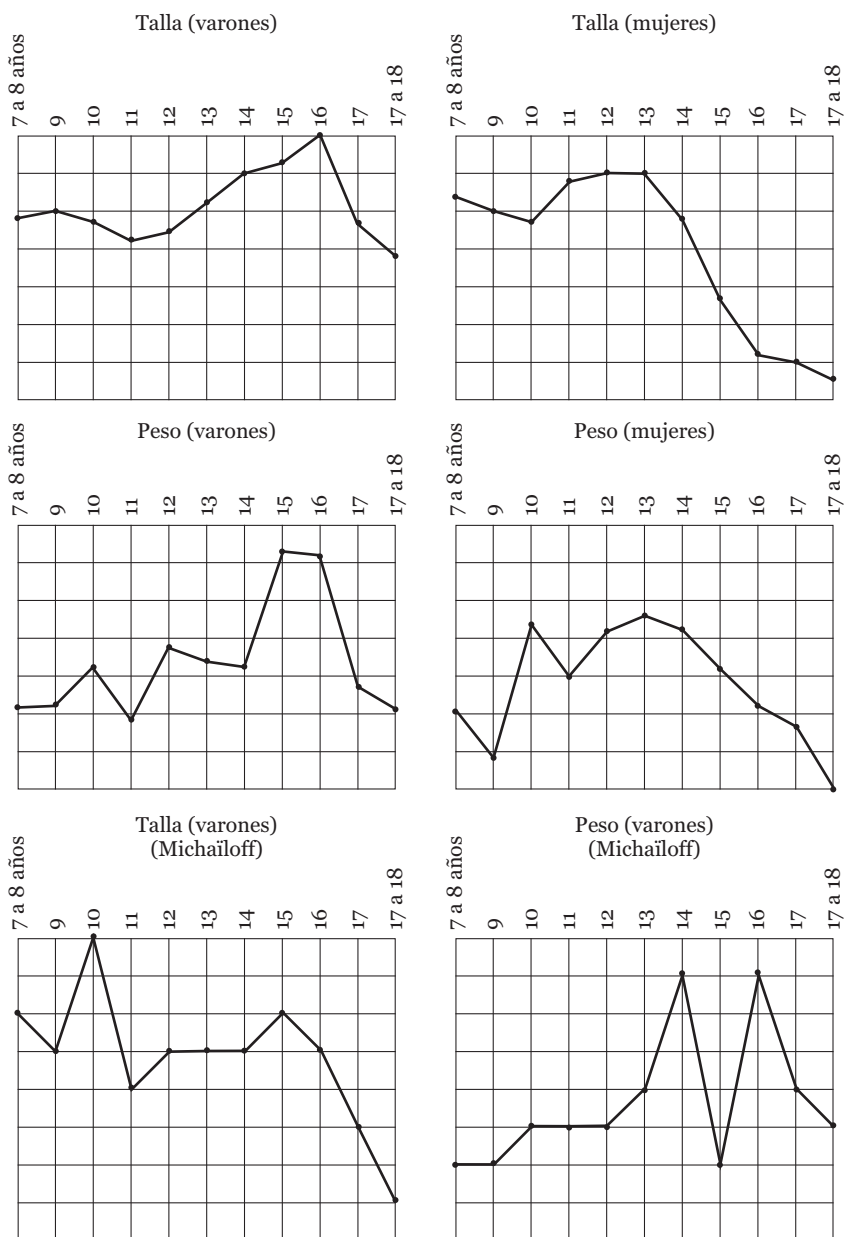 Talla (varones)
7 a 8 años
9
10
11
12
13
14
15
16
17
17 a 18
Talla (mujeres)
7 a 8 años
9
10
11
12
13
14
15
16
17
17 a 18
Peso (varones)
7 a 8 años
9
10
11
12
13
14
15
16
17
17 a 18
Peso (mujeres)
7 a 8 años
9
10
11
12
13
14
15
16
17
17 a 18
Talla (varones)
(Michaïloff)
7 a 8 años
9
10
11
12
13
14
15
16
17
17 a 18
Peso (varones)
(Michaïloff)
7 a 8 años
9
10
11
12
13
14
15
16
17
17 a 18